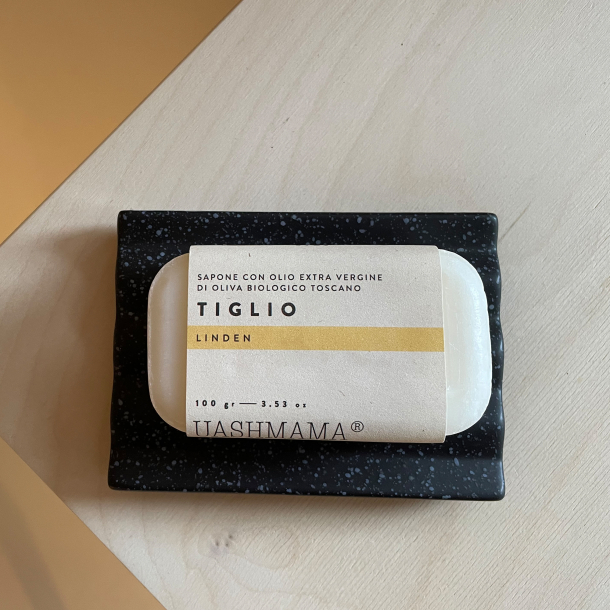 SAPONE CON OLIO EXTRA VERGINE
DI OLIVA BIOLOGICO TOSCANO
TIGLIO
LINDEN
100 gr — 3.53 oz
UASHMAMA®